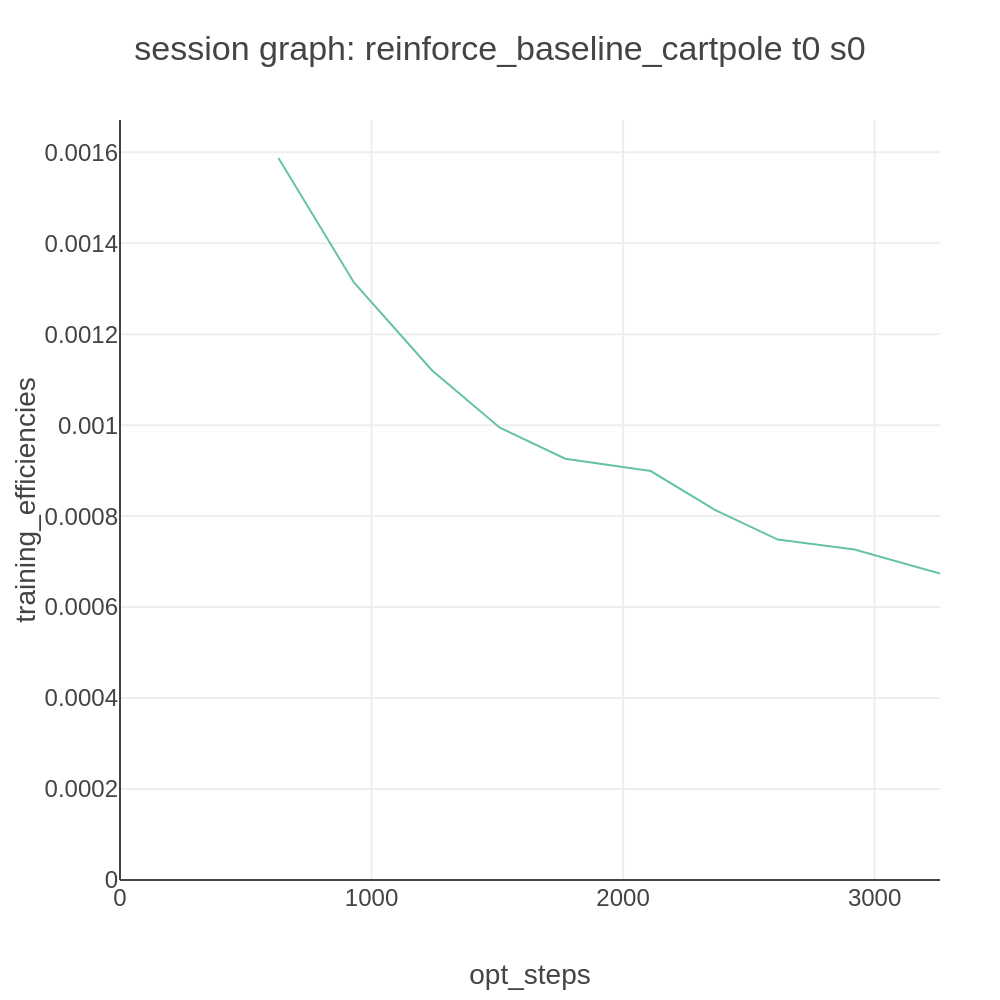 session graph: reinforce_baseline_cartpole t0 s0
training_efficiencies
0.0016
0.0014
0.0012
0.001
0.0008
0.0006
0.0004
0.0002
0
0 1000 2000 3000
opt_steps